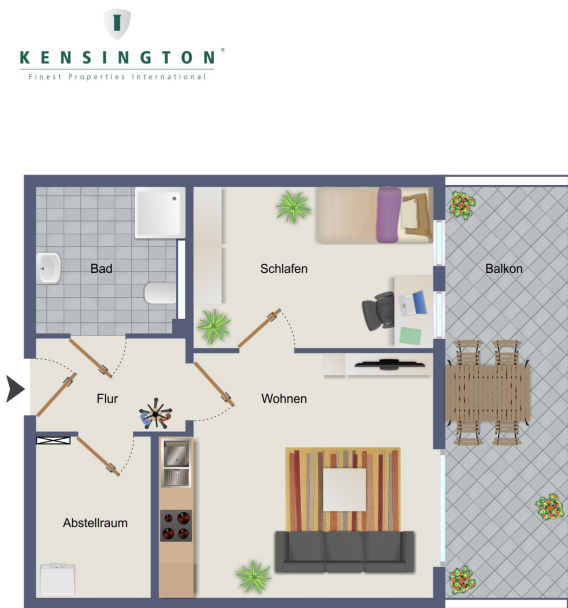 KENSINGTON®
Finest Properties International
Bad
Schlafen
Balkon
Flur
Wohnen
Abstellraum